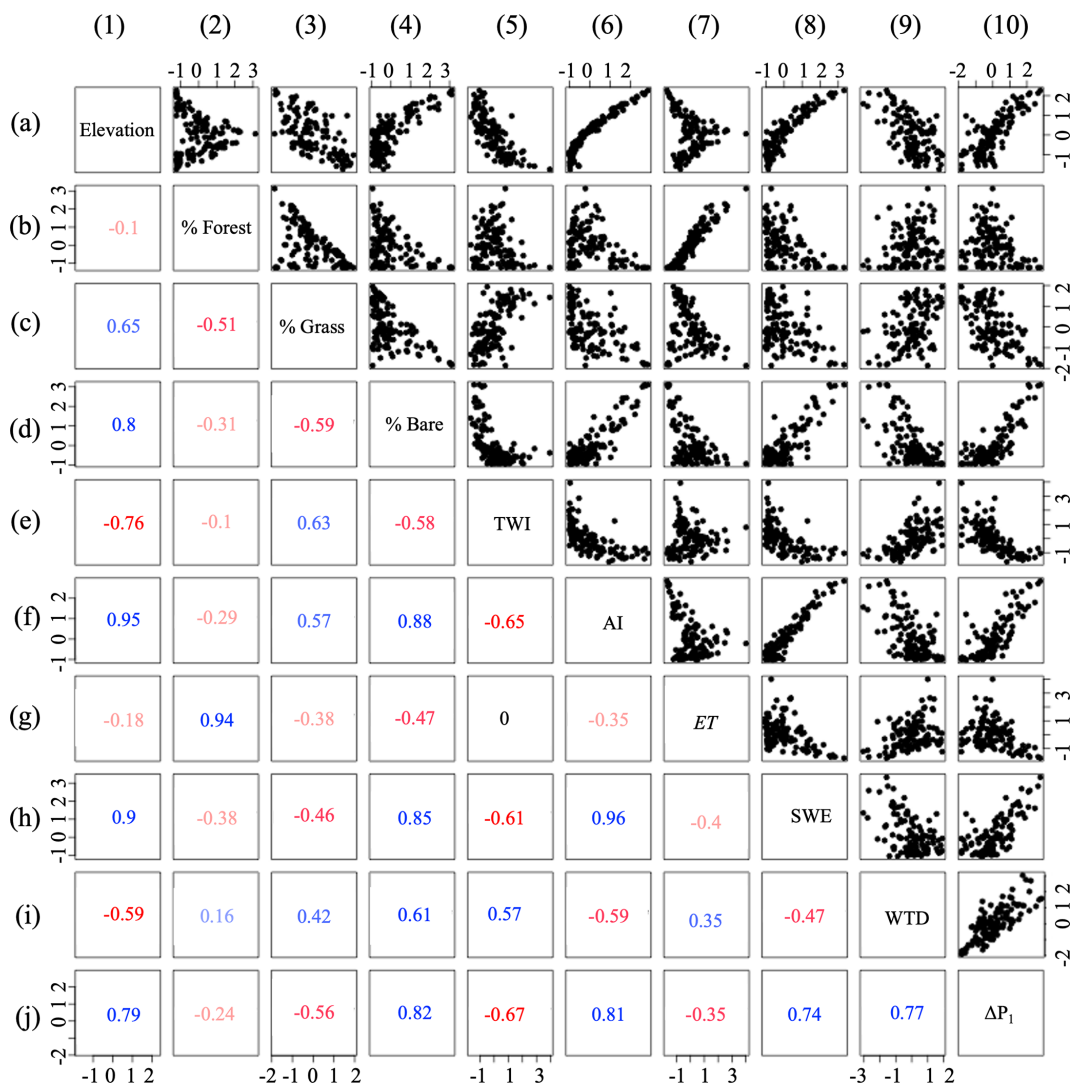 (1) (2) (3) (4) (5) (6) (7) (8) (9) (10)
-1 0 1 2 3 -1 0 1 2 3 -1 0 1 2 -1 0 1 2 3 -2 0 1 2
(a) Elevation -1 0 1 2
(b) -1 0 1 2 3 -0.1 % Forest
(c) 0.65 -0.51 % Grass -2 -1 0 1 2
(d) -1 0 1 2 3 0.8 -0.31 -0.59 % Bare
(e) -0.76 -0.1 0.63 -0.58 TWI -1 1 3
(f) -1 0 1 2 0.95 -0.29 0.57 0.88 -0.65 AI
(g) -0.18 0.94 -0.38 -0.47 0 -0.35 ET -1 1 3
(h) -1 0 1 2 3 0.9 -0.38 -0.46 0.85 -0.61 0.96 -0.4 SWE
(i) -0.59 0.16 0.42 0.61 0.57 -0.59 0.35 -0.47 WTD -2 0 1 2
(j) -2 0 1 2 0.79 -0.24 -0.56 0.82 -0.67 0.81 -0.35 0.74 0.77 ΔP₁
-1 0 1 2 -2 0 1 2 -1 1 3 -1 1 3 -3 -1 0 1 2